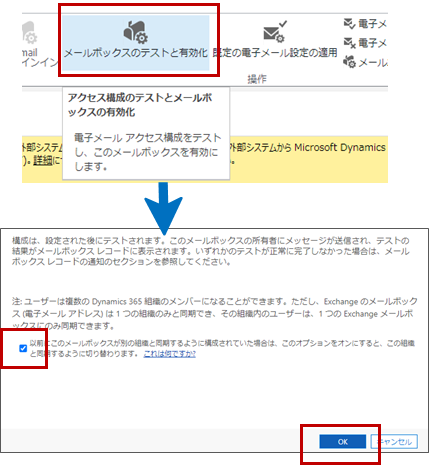 mail
インイン
メールボックスのテストと有効化
既定の電子メール設定の運用
電子メ
電子メ
メール
操作
アクセス構成のテストとメールボ
ックスの有効化
電子メール アクセス構成をテスト
し、このメールボックスを有効に
します。
外部システム
外部システムから Microsoft Dynamics
詳細に
構成は、設定された後にテストされます。このメールボックスの所有者にメッセージが送信され、テストの
結果がメールボックス レコードに表示されます。いずれかのテストが正常に完了しなかった場合は、メール
ボックス レコードの通知のセクションを参照してください。
注: ユーザーは複数の Dynamics 365 組織のメンバーになることができます。ただし、Exchange のメールボック
ス (電子メール アドレス) は 1 つの組織のみと同期でき、その組織内のユーザーは、1 つの Exchange メールボ
ックスにのみ同期できます。
以前にこのメールボックスが別の組織と同期するように構成されていた場合は、このオプションをオンにすると、この組織
と同期するように切り替わります。 これは何ですか?
OK
キャンセル